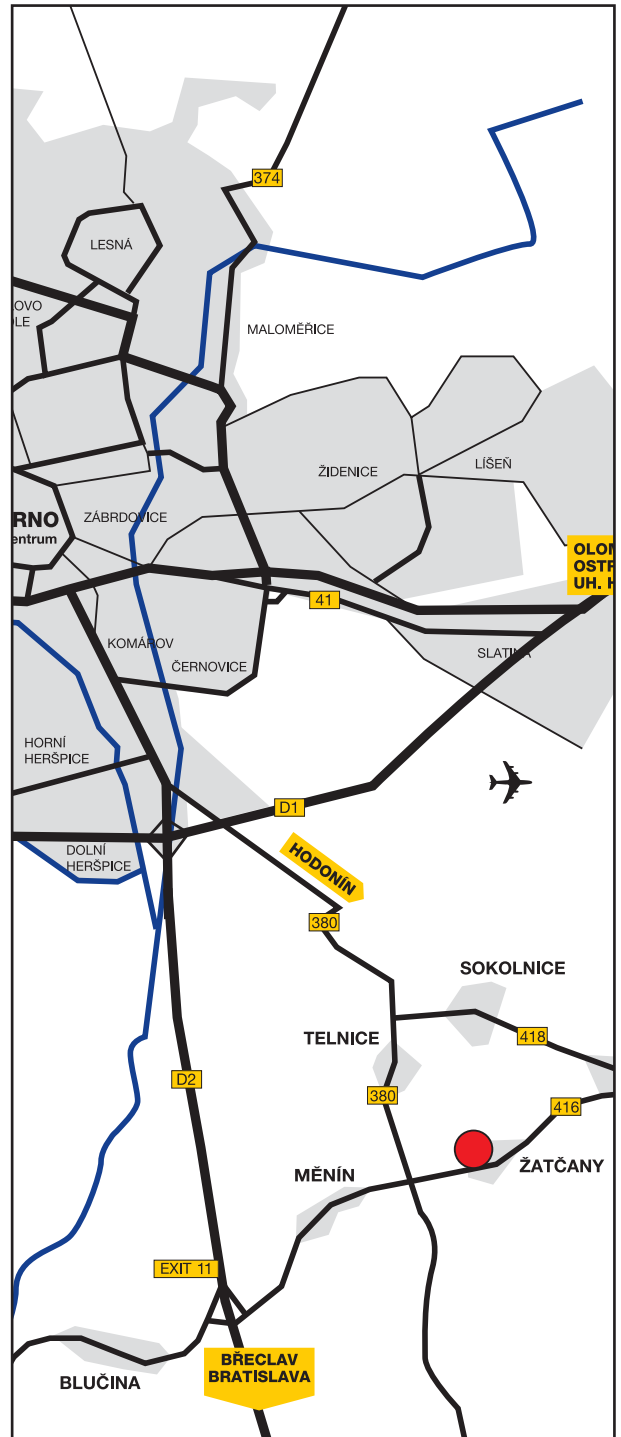 374
LESNÁ
OVO
LE
MALOMĚŘICE
ŽIDENICE
LÍŠEŇ
ZÁBRDOVICE
RNO
entrum
OLOM
OSTR
UH. H
41
KOMÁROV
ČERNOVICE
SLATINA
HORNÍ
HERŠPICE
D1
DOLNÍ
HERŠPICE
HODONÍN
380
SOKOLNICE
TELNICE
418
D2
380
416
MĚNÍN
ŽATČANY
EXIT 11
BŘECLAV
BRATISLAVA
BLUČINA